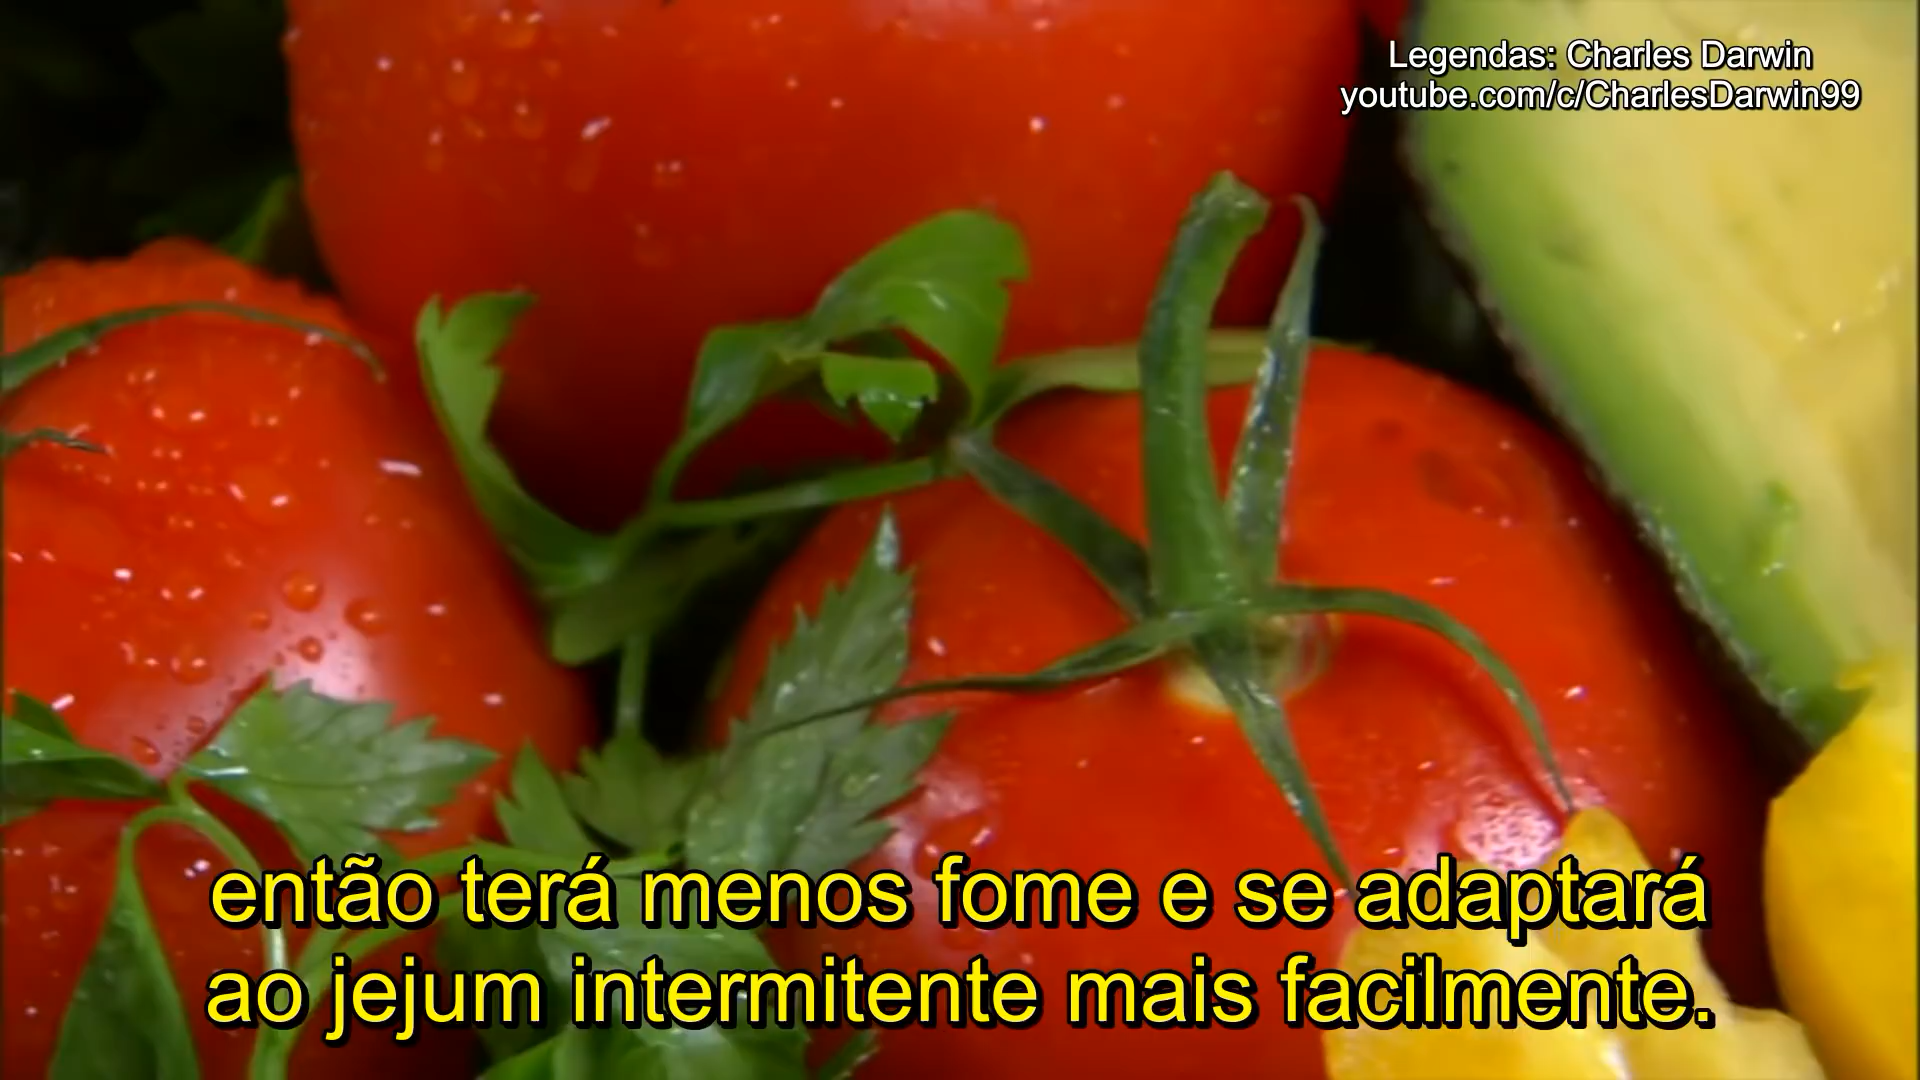 Legendas: Charles Darwin
youtube.com/c/CharlesDarwin99
então terá menos fome e se adaptará
ao jejum intermitente mais facilmente.